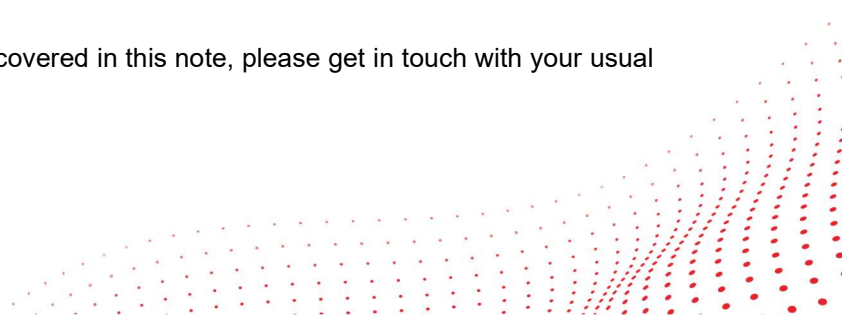 covered in this note, please get in touch with your usual